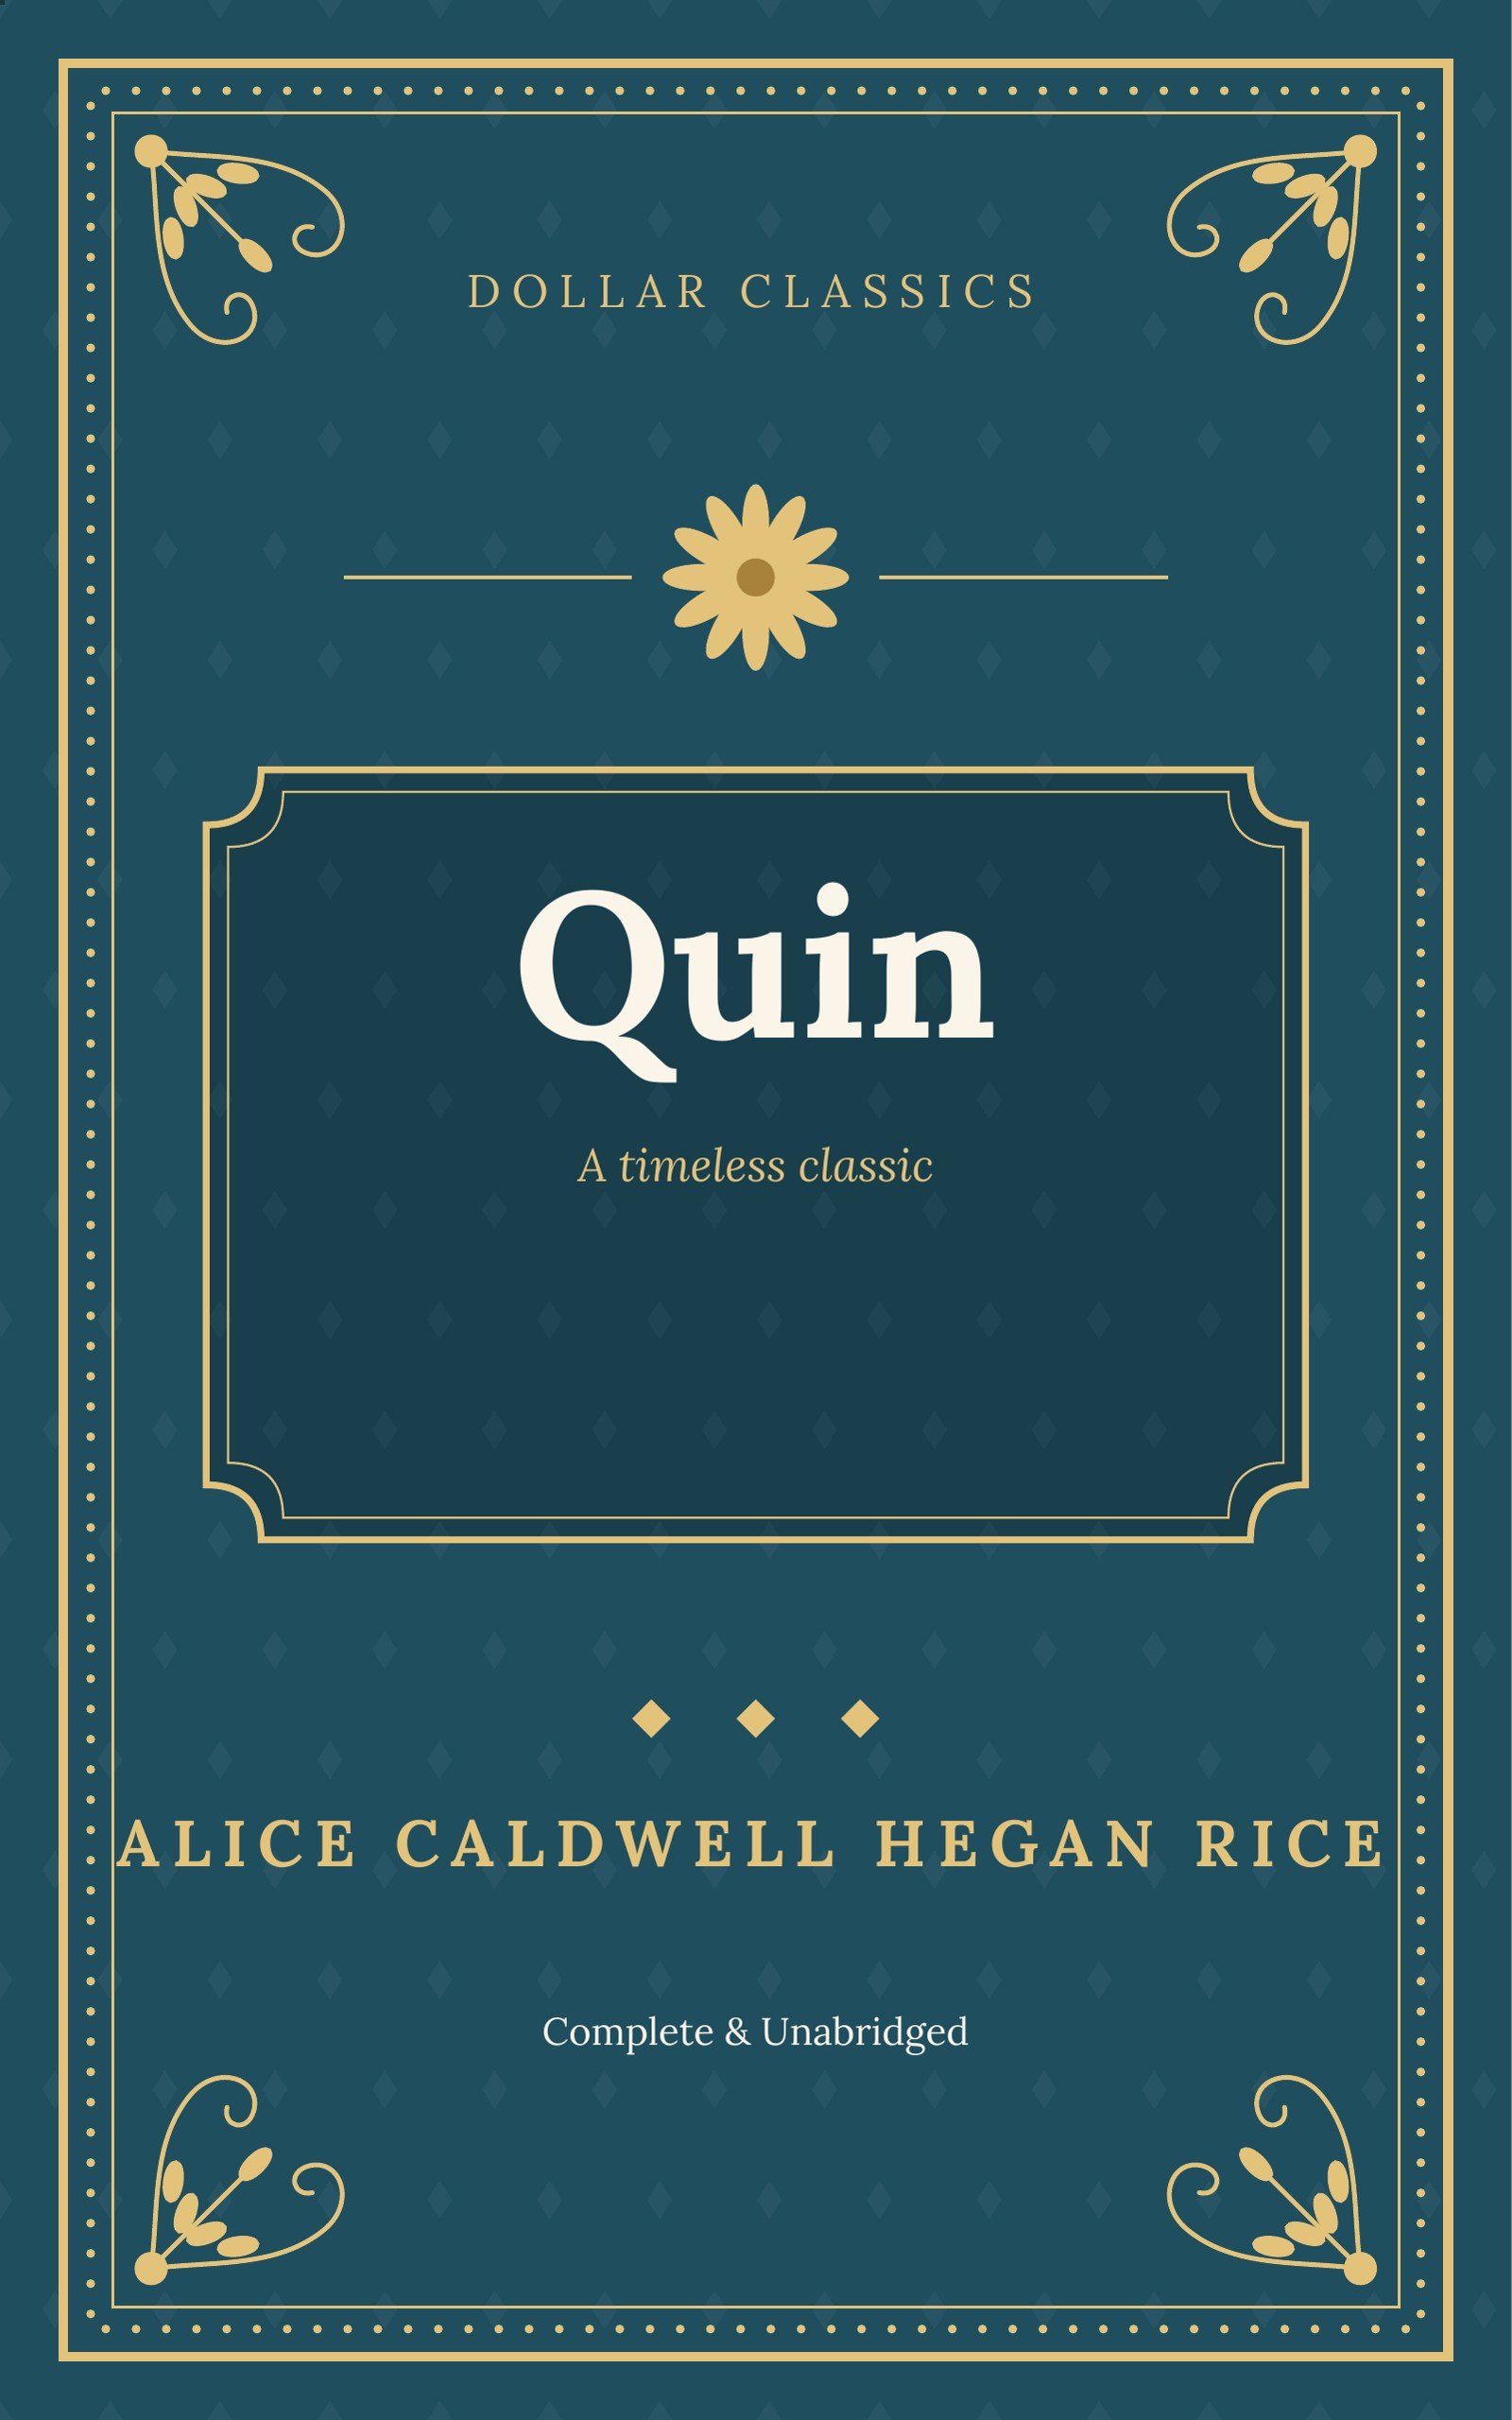 DOLLAR CLASSICS
Quin
A timeless classic
ALICE CALDWELL HEGAN RICE
Complete & Unabridged